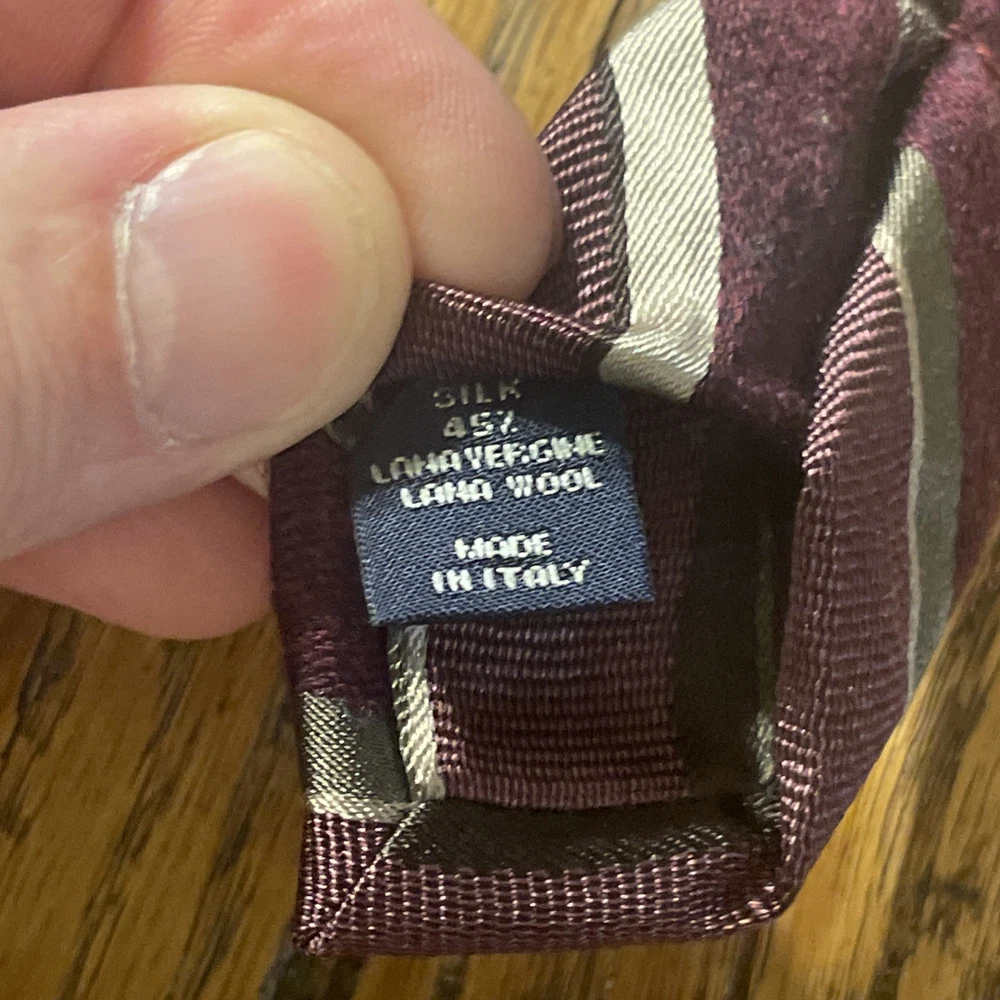 SILK
45%
LANA VERGINE
LANA WOOL
MADE
IN ITALY